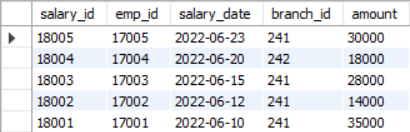 salary_id emp_id salary_date branch_id amount
18005 17005 2022-06-23 241 30000
18004 17004 2022-06-20 242 18000
18003 17003 2022-06-15 241 28000
18002 17002 2022-06-12 241 14000
18001 17001 2022-06-10 241 35000